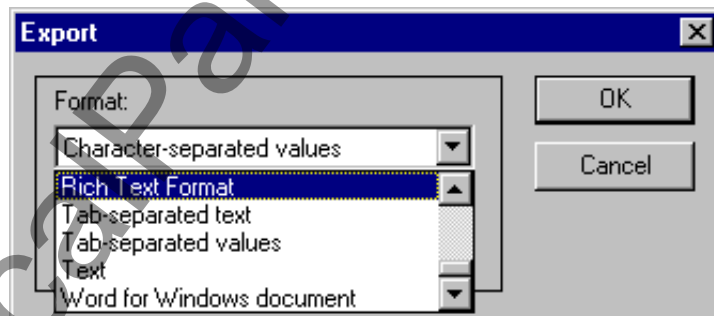 Export
Format:
OK
Character-separated values
Cancel
Rich Text Format
Tab-separated text
Tab-separated values
Text
Word for Windows document